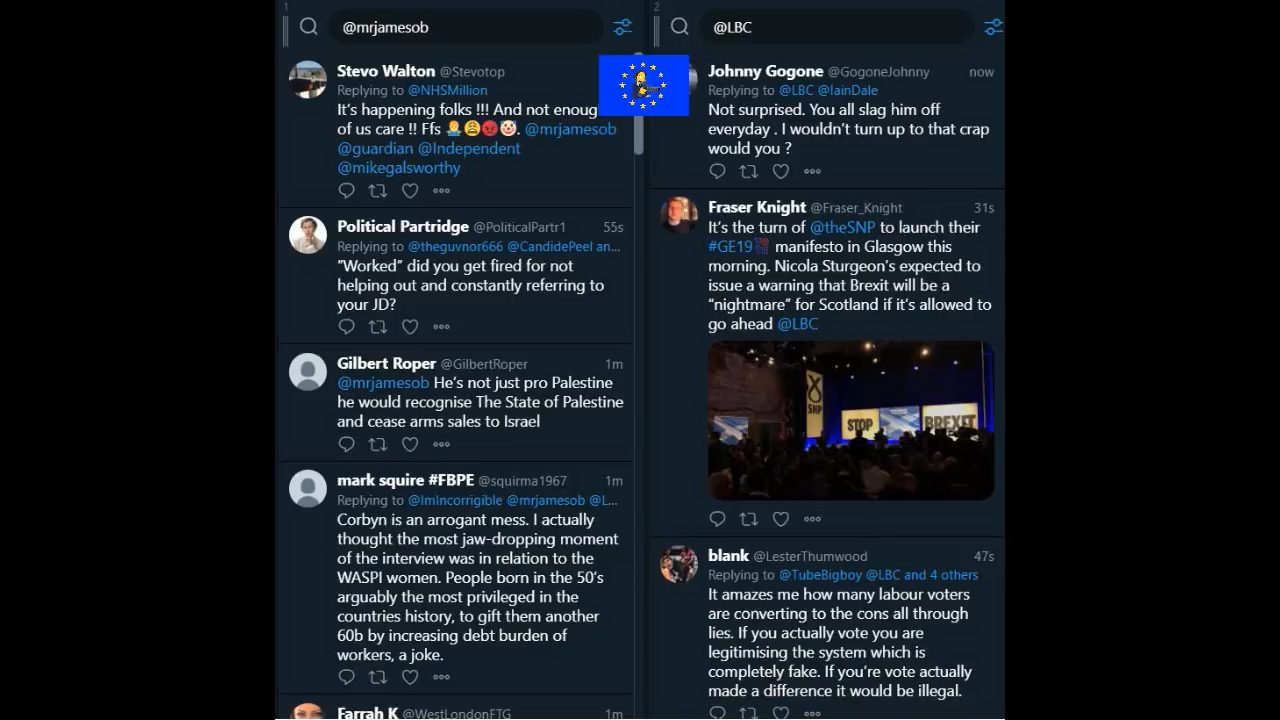 1
@mrjamesob
Stevo Walton @Stevotop
Replying to @NHSMillion
It's happening folks !!! And not enoug
of us care !! Ffs 🤷‍♂️😩😡🤡. @mrjamesob
@guardian @Independent
@mikegalsworthy
Political Partridge @PoliticalPartr1 55s
Replying to @theguvnor666 @CandidePeel an...
"Worked" did you get fired for not
helping out and constantly referring to
your JD?
Gilbert Roper @GilbertRoper 1m
@mrjamesob He's not just pro Palestine
he would recognise The State of Palestine
and cease arms sales to Israel
mark squire #FBPE @squirma1967 1m
Replying to @ImIncorrigible @mrjamesob @L...
Corbyn is an arrogant mess. I actually
thought the most jaw-dropping moment
of the interview was in relation to the
WASPI women. People born in the 50's
arguably the most privileged in the
countries history, to gift them another
60b by increasing debt burden of
workers, a joke.
Farrah K @WestLondonFTG 1m
2
@LBC
Johnny Gogone @GogoneJohnny now
Replying to @LBC @IainDale
Not surprised. You all slag him off
everyday . I wouldn't turn up to that crap
would you ?
Fraser Knight @Fraser_Knight 31s
It's the turn of @theSNP to launch their
#GE19 manifesto in Glasgow this
morning. Nicola Sturgeon's expected to
issue a warning that Brexit will be a
"nightmare" for Scotland if it's allowed to
go ahead @LBC
SNP
STOP
BREXIT
blank @LesterThumwood 47s
Replying to @TubeBigboy @LBC and 4 others
It amazes me how many labour voters
are converting to the cons all through
lies. If you actually vote you are
legitimising the system which is
completely fake. If you're vote actually
made a difference it would be illegal.